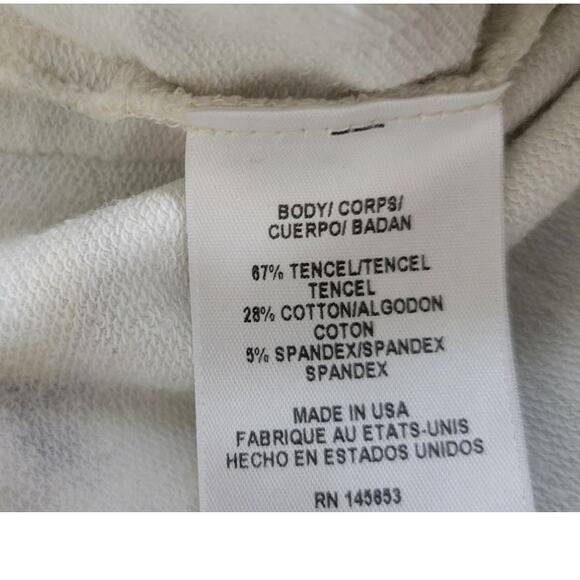 BODY/ CORPS/
CUERPO/ BADAN
67% TENCEL/TENCEL
TENCEL
28% COTTON/ALGODON
COTON
5% SPANDEX/SPANDEX
SPANDEX
MADE IN USA
FABRIQUE AU ETATS-UNIS
HECHO EN ESTADOS UNIDOS
RN 145653